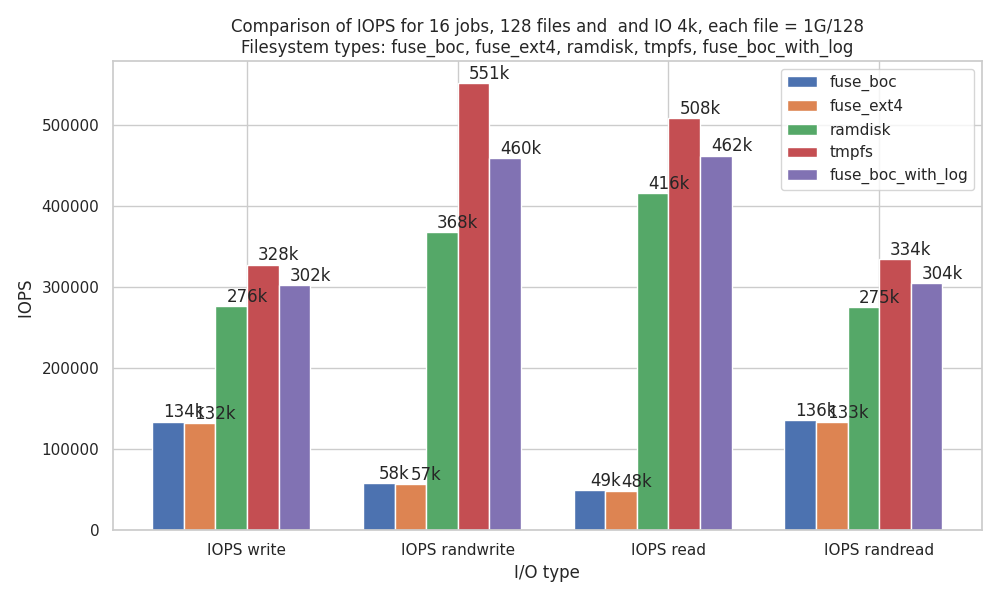 Comparison of IOPS for 16 jobs, 128 files and  and IO 4k, each file = 1G/128
Filesystem types: fuse_boc, fuse_ext4, ramdisk, tmpfs, fuse_boc_with_log
fuse_boc
fuse_ext4
ramdisk
tmpfs
fuse_boc_with_log
IOPS
500000
400000
300000
200000
100000
0
134k
132k
276k
328k
302k
58k
57k
368k
551k
460k
49k
48k
416k
508k
462k
136k
133k
275k
334k
304k
IOPS write
IOPS randwrite
IOPS read
IOPS randread
I/O type